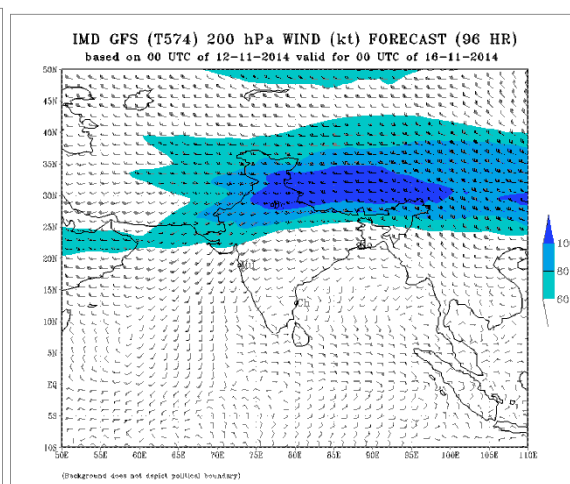 IMD GFS (T574) 200 hPa WIND (kt) FORECAST (96 HR)
based on 00 UTC of 12-11-2014 valid for 00 UTC of 16-11-2014
50N
45N
40N
35N
30N
25N
20N
15N
10N
5N
EQ
5S
10S
50E 55E 60E 65E 70E 75E 80E 85E 90E 95E 100E 105E 110E
80
60
(Background does not depict political boundary)